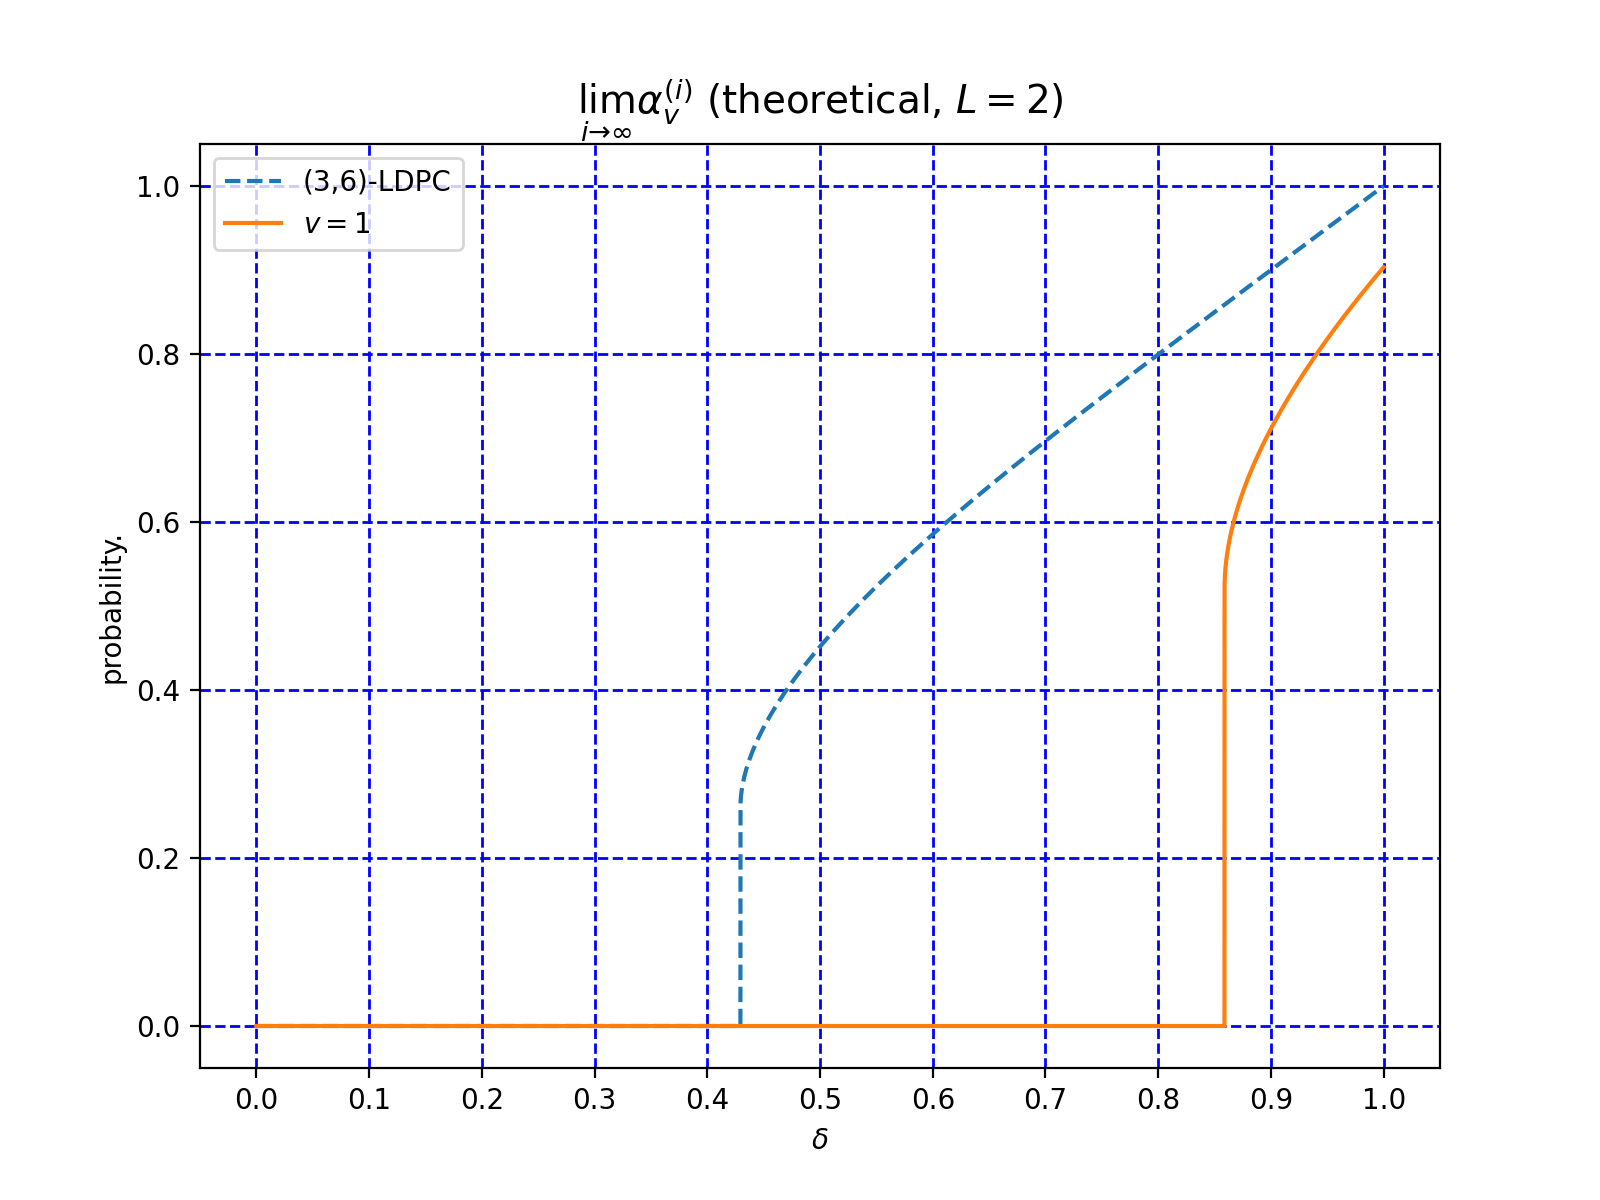 lim α_v^(i) (theoretical, L = 2)
i→∞
(3,6)-LDPC
v = 1
probability.
1.0
0.8
0.6
0.4
0.2
0.0
0.0 0.1 0.2 0.3 0.4 0.5 0.6 0.7 0.8 0.9 1.0
δ